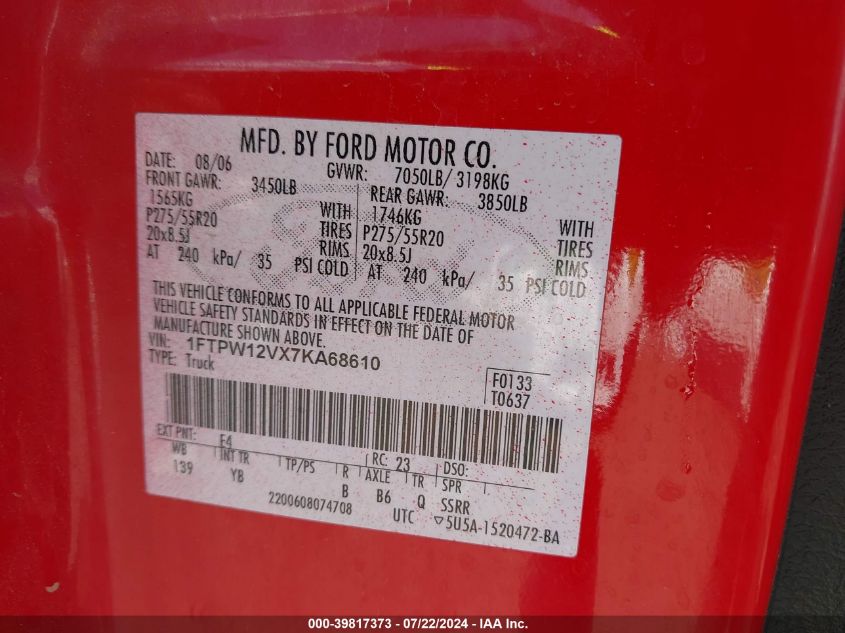 MFD. BY FORD MOTOR CO.
DATE: 08/06 GVWR: 7050LB/ 3198KG
FRONT GAWR: 3450LB REAR GAWR: 3850LB
1565KG WITH 1746KG WITH
P275/55R20 TIRES P275/55R20 TIRES
20x8.5J RIMS 20x8.5J RIMS
AT 240 kPa/ 35 PSI COLD AT 240 kPa/ 35 PSI COLD
THIS VEHICLE CONFORMS TO ALL APPLICABLE FEDERAL MOTOR
VEHICLE SAFETY STANDARDS IN EFFECT ON THE DATE OF
MANUFACTURE SHOWN ABOVE.
VIN: 1FTPW12VX7KA68610
TYPE: Truck
F0133
T0637
EXT PNT: F4 RC: 23 DSO:
WB INT TR TP/PS R AXLE TR SPR
139 YB B B6 Q SSRR
2200608074708 UTC ▽5U5A-1520472-BA
000-39817373 - 07/22/2024 - IAA Inc.